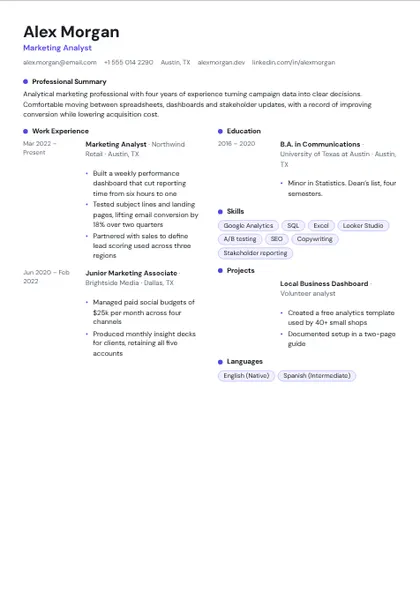 Alex Morgan
Marketing Analyst
alex.morgan@email.com +1 555 014 2290 Austin, TX alexmorgan.dev linkedin.com/in/alexmorgan
Professional Summary
Analytical marketing professional with four years of experience turning campaign data into clear decisions.
Comfortable moving between spreadsheets, dashboards and stakeholder updates, with a record of improving
conversion while lowering acquisition cost.
Work Experience
Mar 2022 –
Present
Marketing Analyst · Northwind
Retail · Austin, TX
• Built a weekly performance
dashboard that cut reporting
time from six hours to one
• Tested subject lines and landing
pages, lifting email conversion by
18% over two quarters
• Partnered with sales to define
lead scoring used across three
regions
Jun 2020 – Feb
2022
Junior Marketing Associate ·
Brightside Media · Dallas, TX
• Managed paid social budgets of
$25k per month across four
channels
• Produced monthly insight decks
for clients, retaining all five
accounts
Education
2016 – 2020
B.A. in Communications ·
University of Texas at Austin · Austin,
TX
• Minor in Statistics. Dean's list, four
semesters.
Skills
Google Analytics SQL Excel Looker Studio
A/B testing SEO Copywriting
Stakeholder reporting
Projects
Local Business Dashboard ·
Volunteer analyst
• Created a free analytics template
used by 40+ small shops
• Documented setup in a two-page
guide
Languages
English (Native) Spanish (Intermediate)